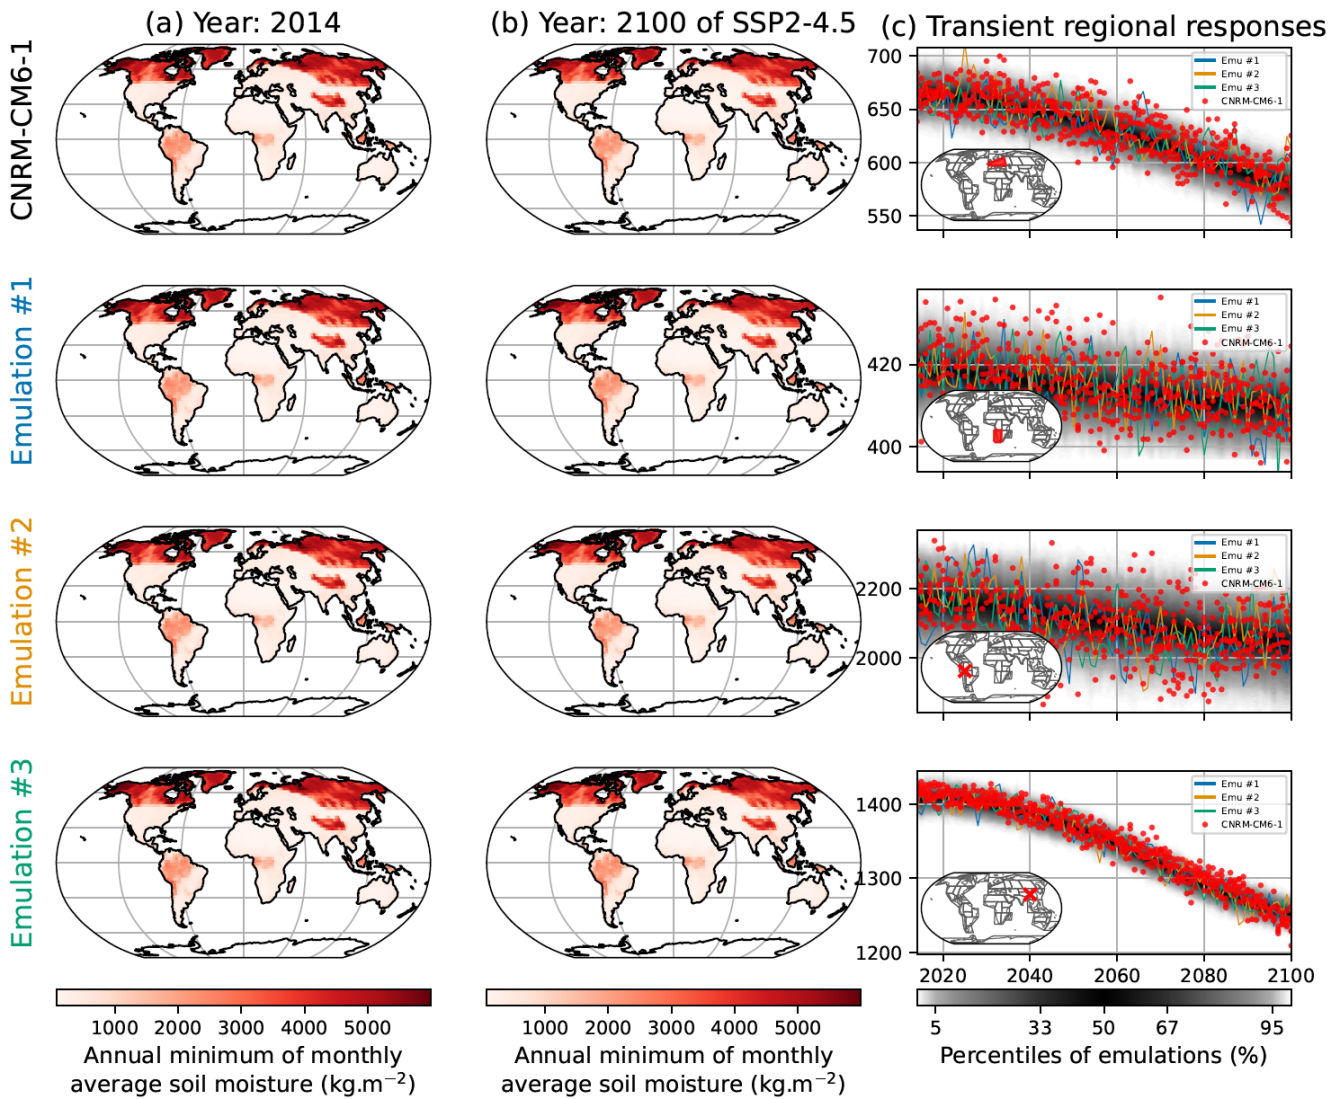 (a) Year: 2014
(b) Year: 2100 of SSP2-4.5
(c) Transient regional responses
CNRM-CM6-1
700
650
600
550
Emu #1
Emu #2
Emu #3
CNRM-CM6-1
Emulation #1
420
400
Emu #1
Emu #2
Emu #3
CNRM-CM6-1
Emulation #2
2200
2000
Emu #1
Emu #2
Emu #3
CNRM-CM6-1
Emulation #3
1400
1300
1200
Emu #1
Emu #2
Emu #3
CNRM-CM6-1
2020 2040 2060 2080 2100
1000 2000 3000 4000 5000
Annual minimum of monthly
average soil moisture (kg.m⁻²)
1000 2000 3000 4000 5000
Annual minimum of monthly
average soil moisture (kg.m⁻²)
5 33 50 67 95
Percentiles of emulations (%)